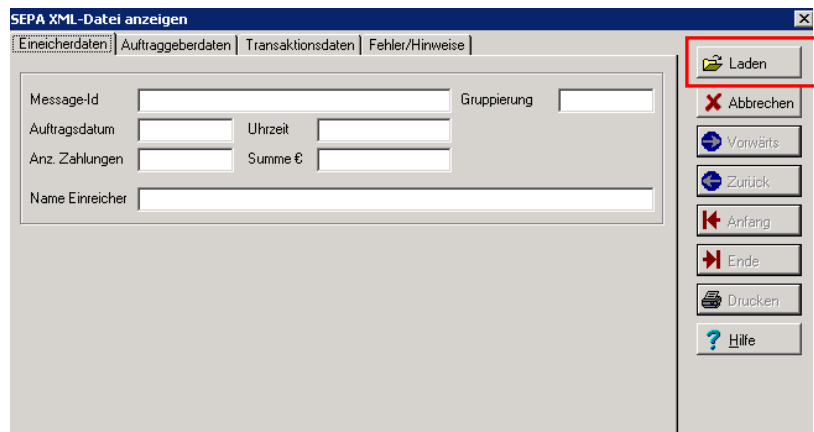 SEPA XML-Datei anzeigen
Eineicherdaten Auftraggeberdaten Transaktionsdaten Fehler/Hinweise
Message-Id Gruppierung
Auftragsdatum Uhrzeit
Anz. Zahlungen Summe €
Name Einreicher
Laden
Abbrechen
Vorwärts
Zurück
Anfang
Ende
Drucken
Hilfe